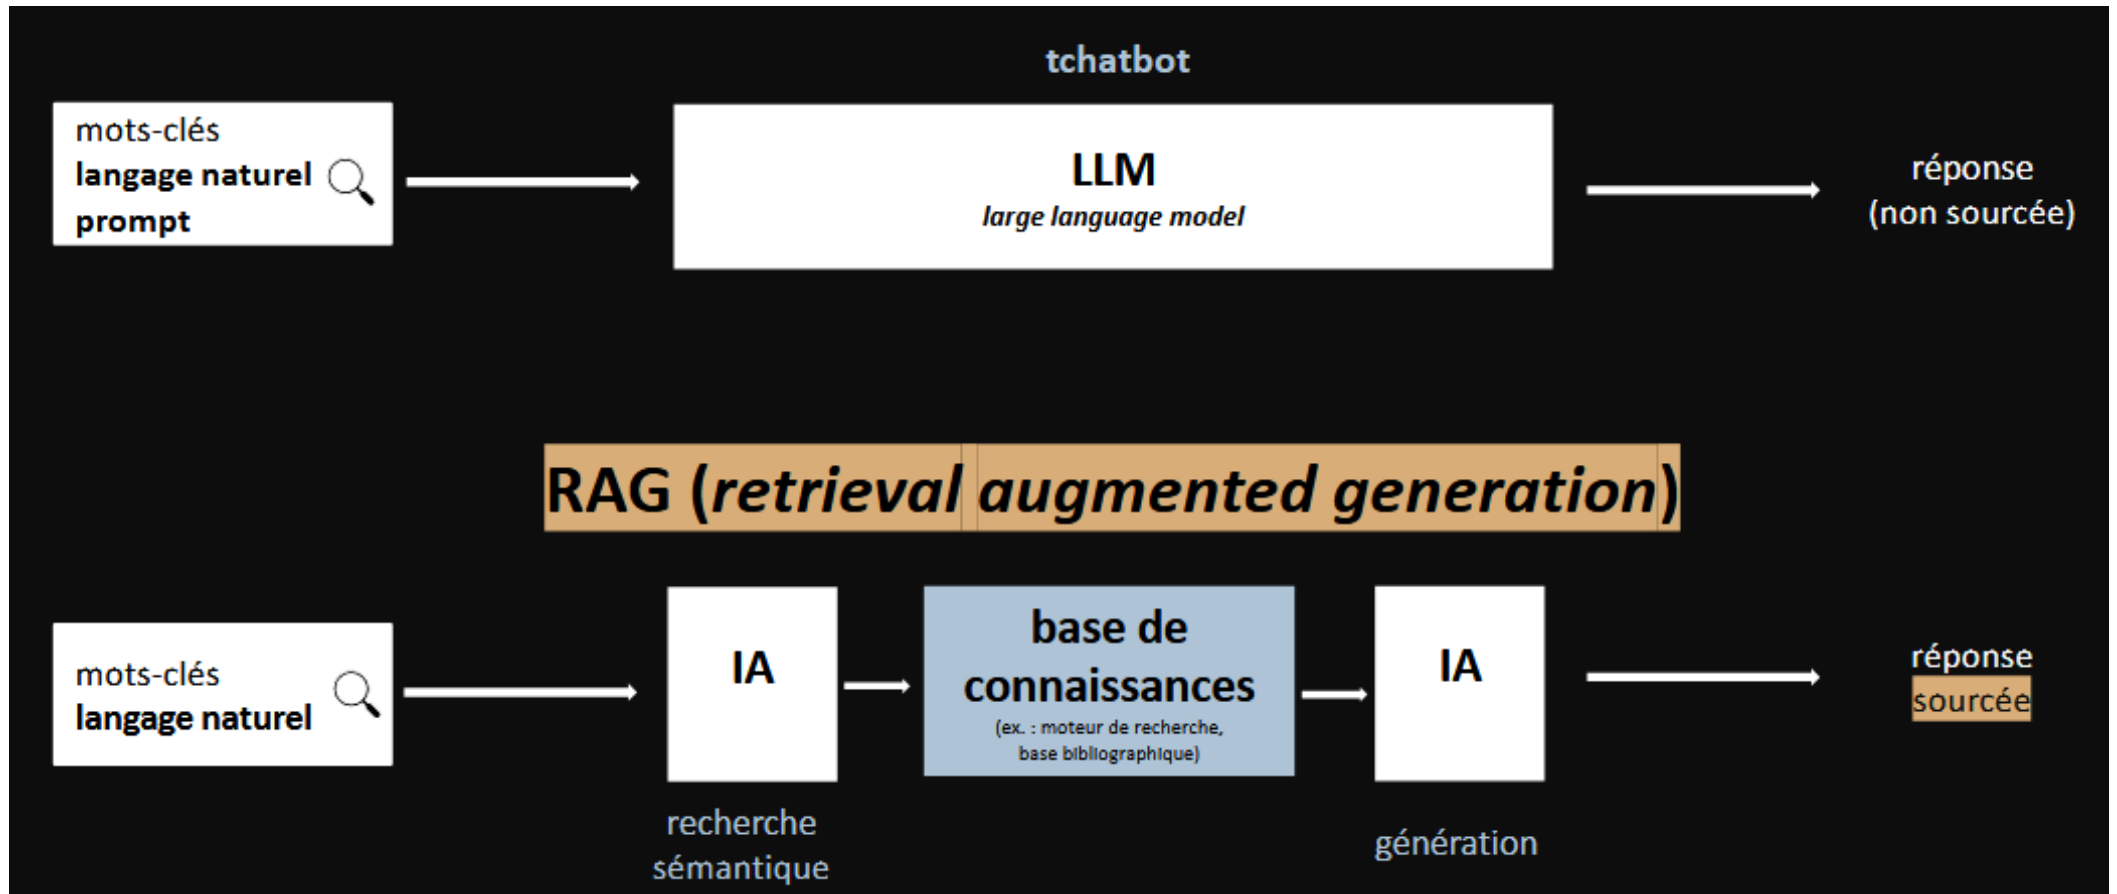 tchatbot
mots-clés
langage naturel
prompt
LLM
large language model
réponse
(non sourcée)
RAG (retrieval augmented generation)
mots-clés
langage naturel
IA
recherche
sémantique
base de
connaissances
(ex. : moteur de recherche,
base bibliographique)
IA
génération
réponse
sourcée